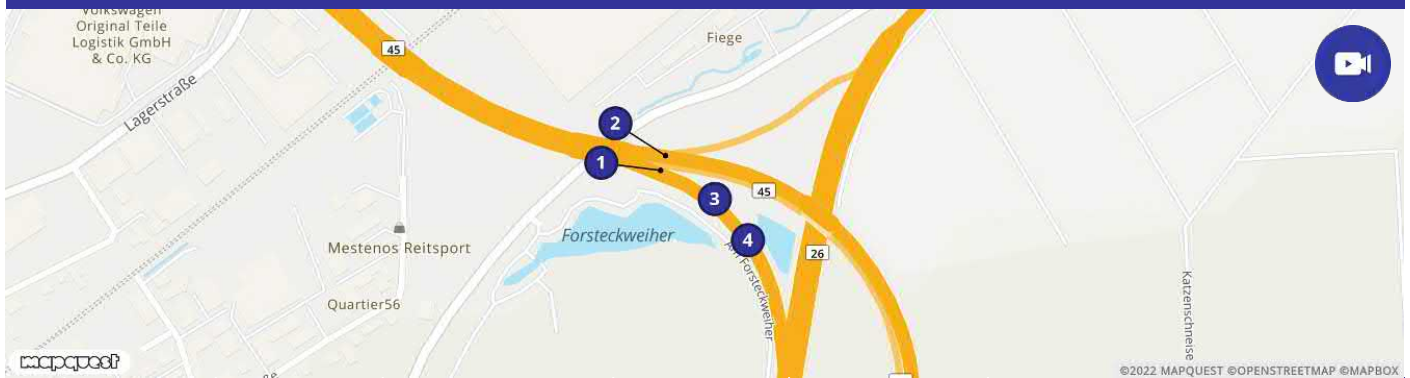 Volkswagen
Original Teile
Logistik GmbH
& Co. KG
45
Fiege
Lagerstraße
2
1
45
3
Forsteckweiher
4
Mestenos Reitsport
26
Am Forsteckweiher
Quartier56
Katzenschneise
mapquest
©2022 MAPQUEST ©OPENSTREETMAP ©MAPBOX